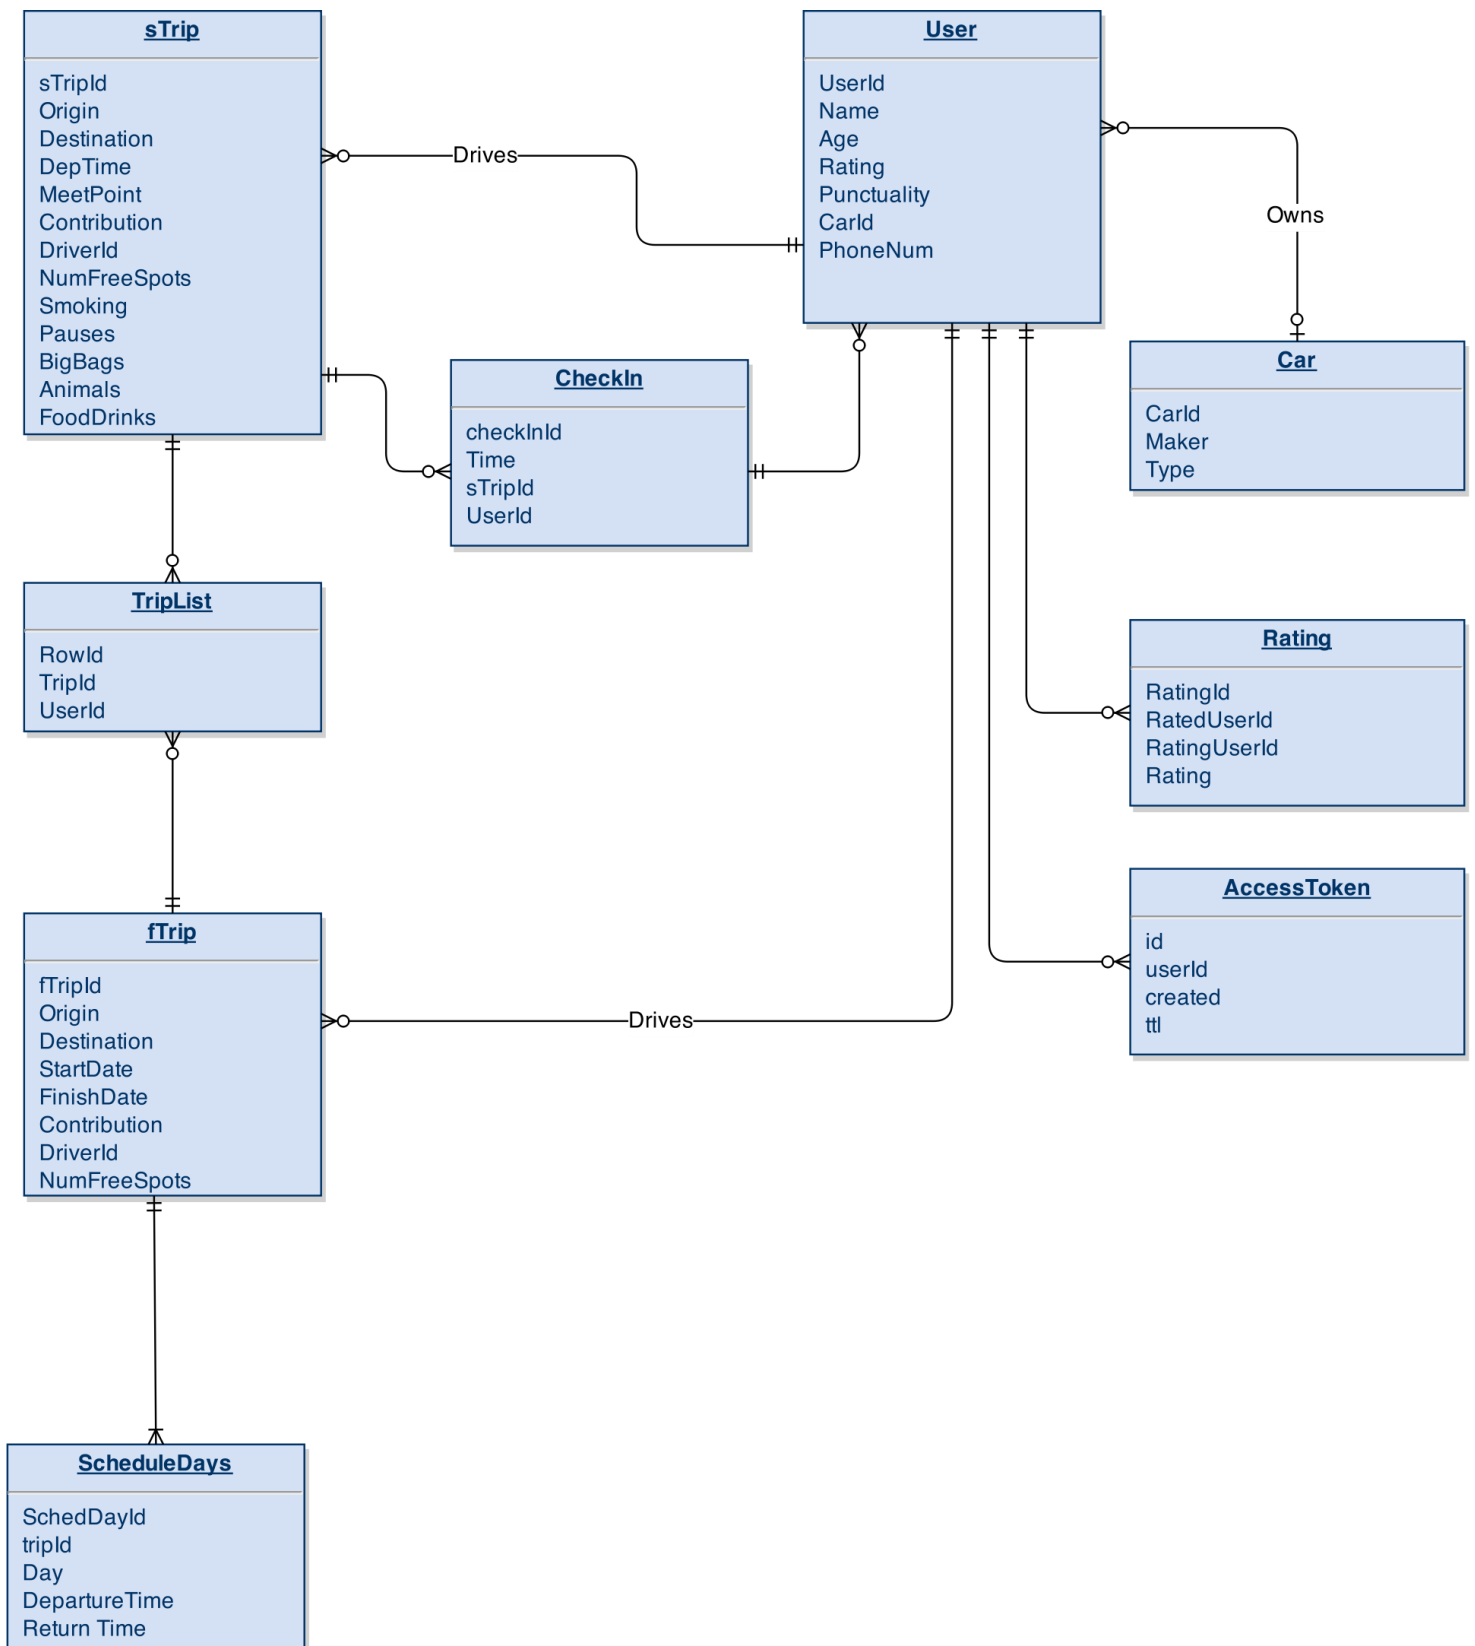 sTrip
sTripId
Origin
Destination
DepTime
MeetPoint
Contribution
DriverId
NumFreeSpots
Smoking
Pauses
BigBags
Animals
FoodDrinks
Drives
User
UserId
Name
Age
Rating
Punctuality
CarId
PhoneNum
Owns
Car
CarId
Maker
Type
CheckIn
checkInId
Time
sTripId
UserId
TripList
RowId
TripId
UserId
Rating
RatingId
RatedUserId
RatingUserId
Rating
AccessToken
id
userId
created
ttl
fTrip
fTripId
Origin
Destination
StartDate
FinishDate
Contribution
DriverId
NumFreeSpots
Drives
ScheduleDays
SchedDayId
tripId
Day
DepartureTime
Return Time